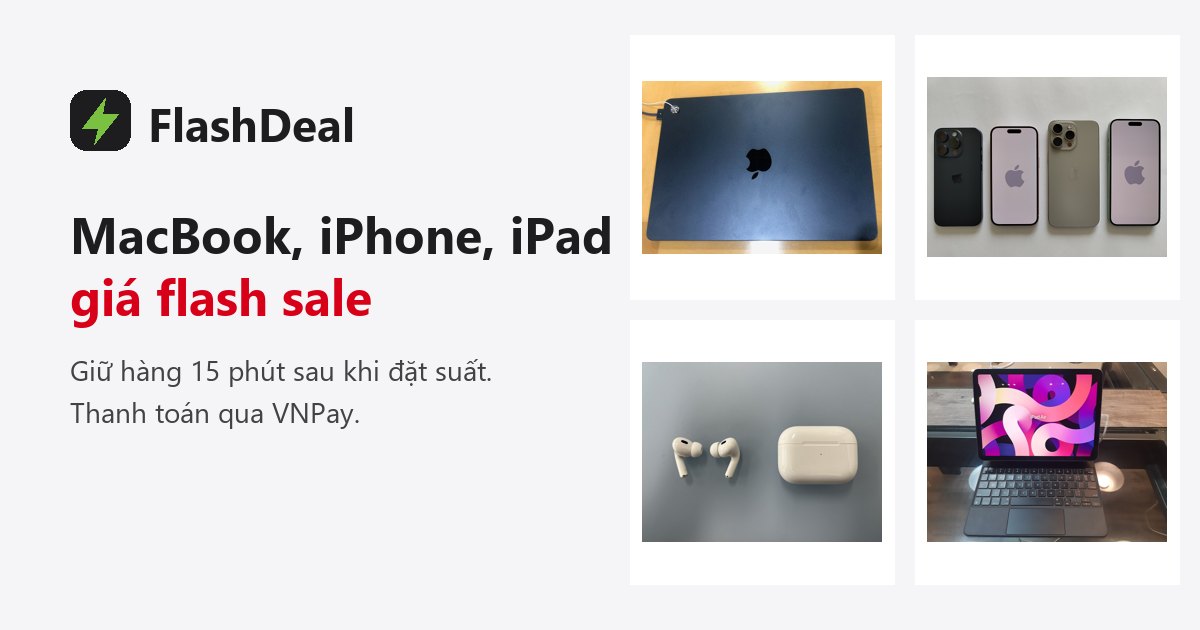 FlashDeal
MacBook, iPhone, iPad
giá flash sale
Giữ hàng 15 phút sau khi đặt suất.
Thanh toán qua VNPay.